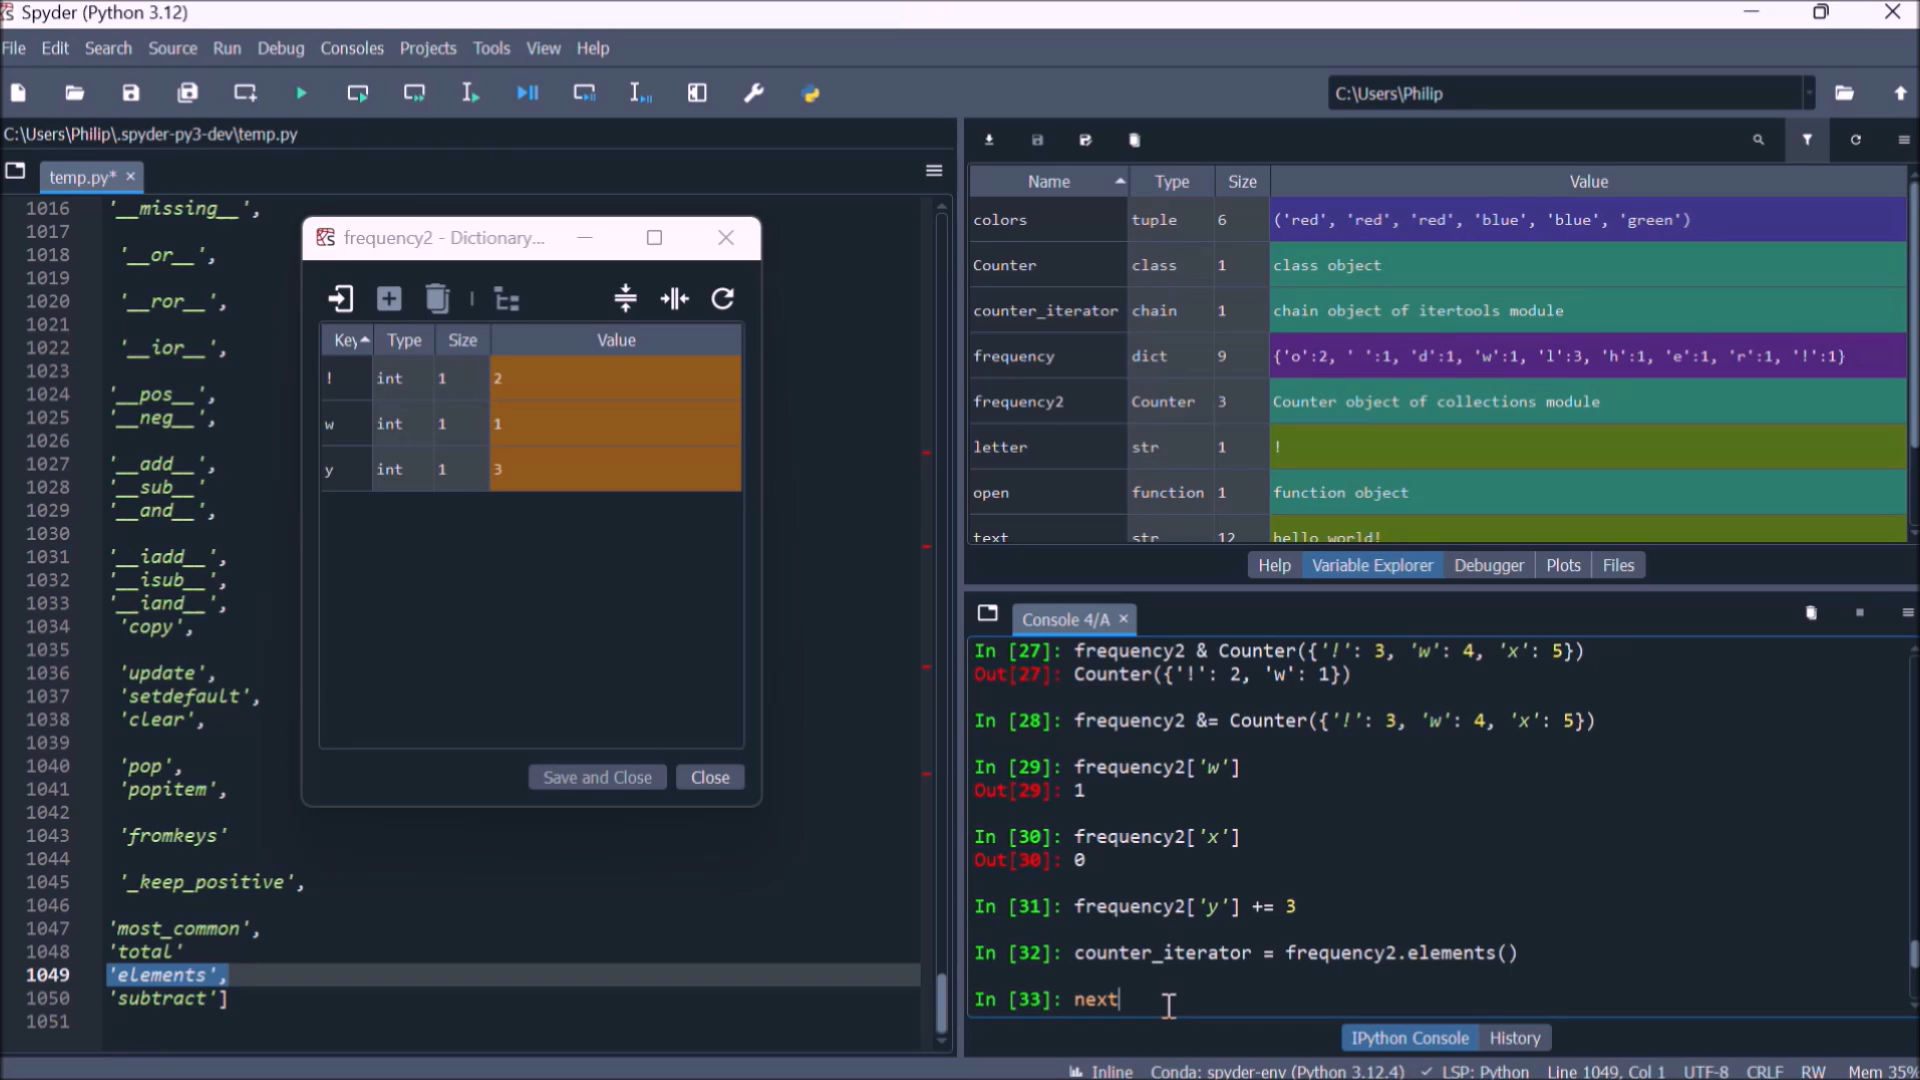 Spyder (Python 3.12)
File Edit Search Source Run Debug Consoles Projects Tools View Help
C:\Users\Philip
C:\Users\Philip\.spyder-py3-dev\temp.py
temp.py*
1016 '__missing__',
1017
1018 '__or__',
1019
1020 '__ror__',
1021
1022 '__ior__',
1023
1024 '__pos__',
1025 '__neg__',
1026
1027 '__add__',
1028 '__sub__'
1029 '__and__',
1030
1031 '__iadd__',
1032 '__isub__',
1033 '__iand__',
1034 'copy',
1035
1036 'update',
1037 'setdefault',
1038 'clear',
1039
1040 'pop',
1041 'popitem',
1042
1043 'fromkeys'
1044
1045 '_keep_positive',
1046
1047 'most_common',
1048 'total'
1049 'elements',
1050 'subtract']
1051
frequency2 - Dictionary...
Key Type Size Value
! int 1 2
w int 1 1
y int 1 3
Save and Close Close
Name Type Size Value
colors tuple 6 ('red', 'red', 'red', 'blue', 'blue', 'green')
Counter class 1 class object
counter_iterator chain 1 chain object of itertools module
frequency dict 9 {'o':2, ' ':1, 'd':1, 'w':1, 'l':3, 'h':1, 'e':1, 'r':1, '!':1}
frequency2 Counter 3 Counter object of collections module
letter str 1 !
open function 1 function object
text str 12 hello world!
Help Variable Explorer Debugger Plots Files
Console 4/A
In [27]: frequency2 & Counter({'!': 3, 'w': 4, 'x': 5})
Out[27]: Counter({'!': 2, 'w': 1})
In [28]: frequency2 &= Counter({'!': 3, 'w': 4, 'x': 5})
In [29]: frequency2['w']
Out[29]: 1
In [30]: frequency2['x']
Out[30]: 0
In [31]: frequency2['y'] += 3
In [32]: counter_iterator = frequency2.elements()
In [33]: next
IPython Console History
Inline Conda: spyder-env (Python 3.12.4) LSP: Python Line 1049, Col 1 UTF-8 CRLF RW Mem 35%